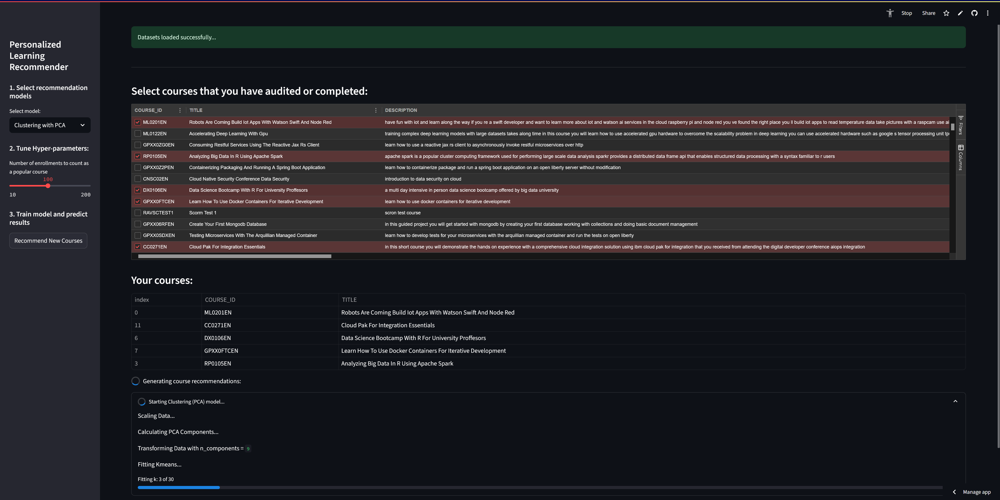 Stop Share
Personalized
Learning
Recommender
1. Select recommendation
models
Select model:
Clustering with PCA
2. Tune Hyper-parameters:
Number of enrollments to count as
a popular course
100
10 200
3. Train model and predict
results
Recommend New Courses
Datasets loaded successfully...
Select courses that you have audited or completed:
COURSE_ID TITLE DESCRIPTION
ML0201EN Robots Are Coming Build Iot Apps With Watson Swift And Node Red have fun with iot and learn along the way if you re a swift developer and want to learn more about iot and watson ai services in the cloud raspberry pi and node red you ve found the right place you ll build iot apps to read temperature data take pictures with a raspcam use ai
ML0122EN Accelerating Deep Learning With Gpu training complex deep learning models with large datasets takes along time in this course you will learn how to use accelerated gpu hardware to overcome the scalability problem in deep learning you can use accelerated hardware such as google s tensor processing unit tp
GPXX0ZG0EN Consuming Restful Services Using The Reactive Jax Rs Client learn how to use a reactive jax rs client to asynchronously invoke restful microservices over http
RP0105EN Analyzing Big Data In R Using Apache Spark apache spark is a popular cluster computing framework used for performing large scale data analysis sparkr provides a distributed data frame api that enables structured data processing with a syntax familiar to r users
GPXX0Z2PEN Containerizing Packaging And Running A Spring Boot Application learn how to containerize package and run a spring boot application on an open liberty server without modification
CNSC02EN Cloud Native Security Conference Data Security introduction to data security on cloud
DX0106EN Data Science Bootcamp With R For University Proffesors a multi day intensive in person data science bootcamp offered by big data university
GPXX0FTCEN Learn How To Use Docker Containers For Iterative Development learn how to use docker containers for iterative development
RAVSCTEST1 Scorm Test 1 scron test course
GPXX06RFEN Create Your First Mongodb Database in this guided project you will get started with mongodb by creating your first database working with collections and doing basic document management
GPXX0SDXEN Testing Microservices With The Arquillian Managed Container learn how to develop tests for your microservices with the arquillian managed container and run the tests on open liberty
CC0271EN Cloud Pak For Integration Essentials in this short course you will demonstrate the hands on experience with a comprehensive cloud integration solution using ibm cloud pak for integration that you received from attending the digital developer conference aiops integration
Filters
Columns
Your courses:
index COURSE_ID TITLE
0 ML0201EN Robots Are Coming Build Iot Apps With Watson Swift And Node Red
11 CC0271EN Cloud Pak For Integration Essentials
6 DX0106EN Data Science Bootcamp With R For University Proffesors
7 GPXX0FTCEN Learn How To Use Docker Containers For Iterative Development
3 RP0105EN Analyzing Big Data In R Using Apache Spark
Generating course recommendations:
Starting Clustering (PCA) model...
Scaling Data...
Calculating PCA Components...
Transforming Data with n_components = 9
Fitting Kmeans...
Fitting k: 3 of 30
Manage app